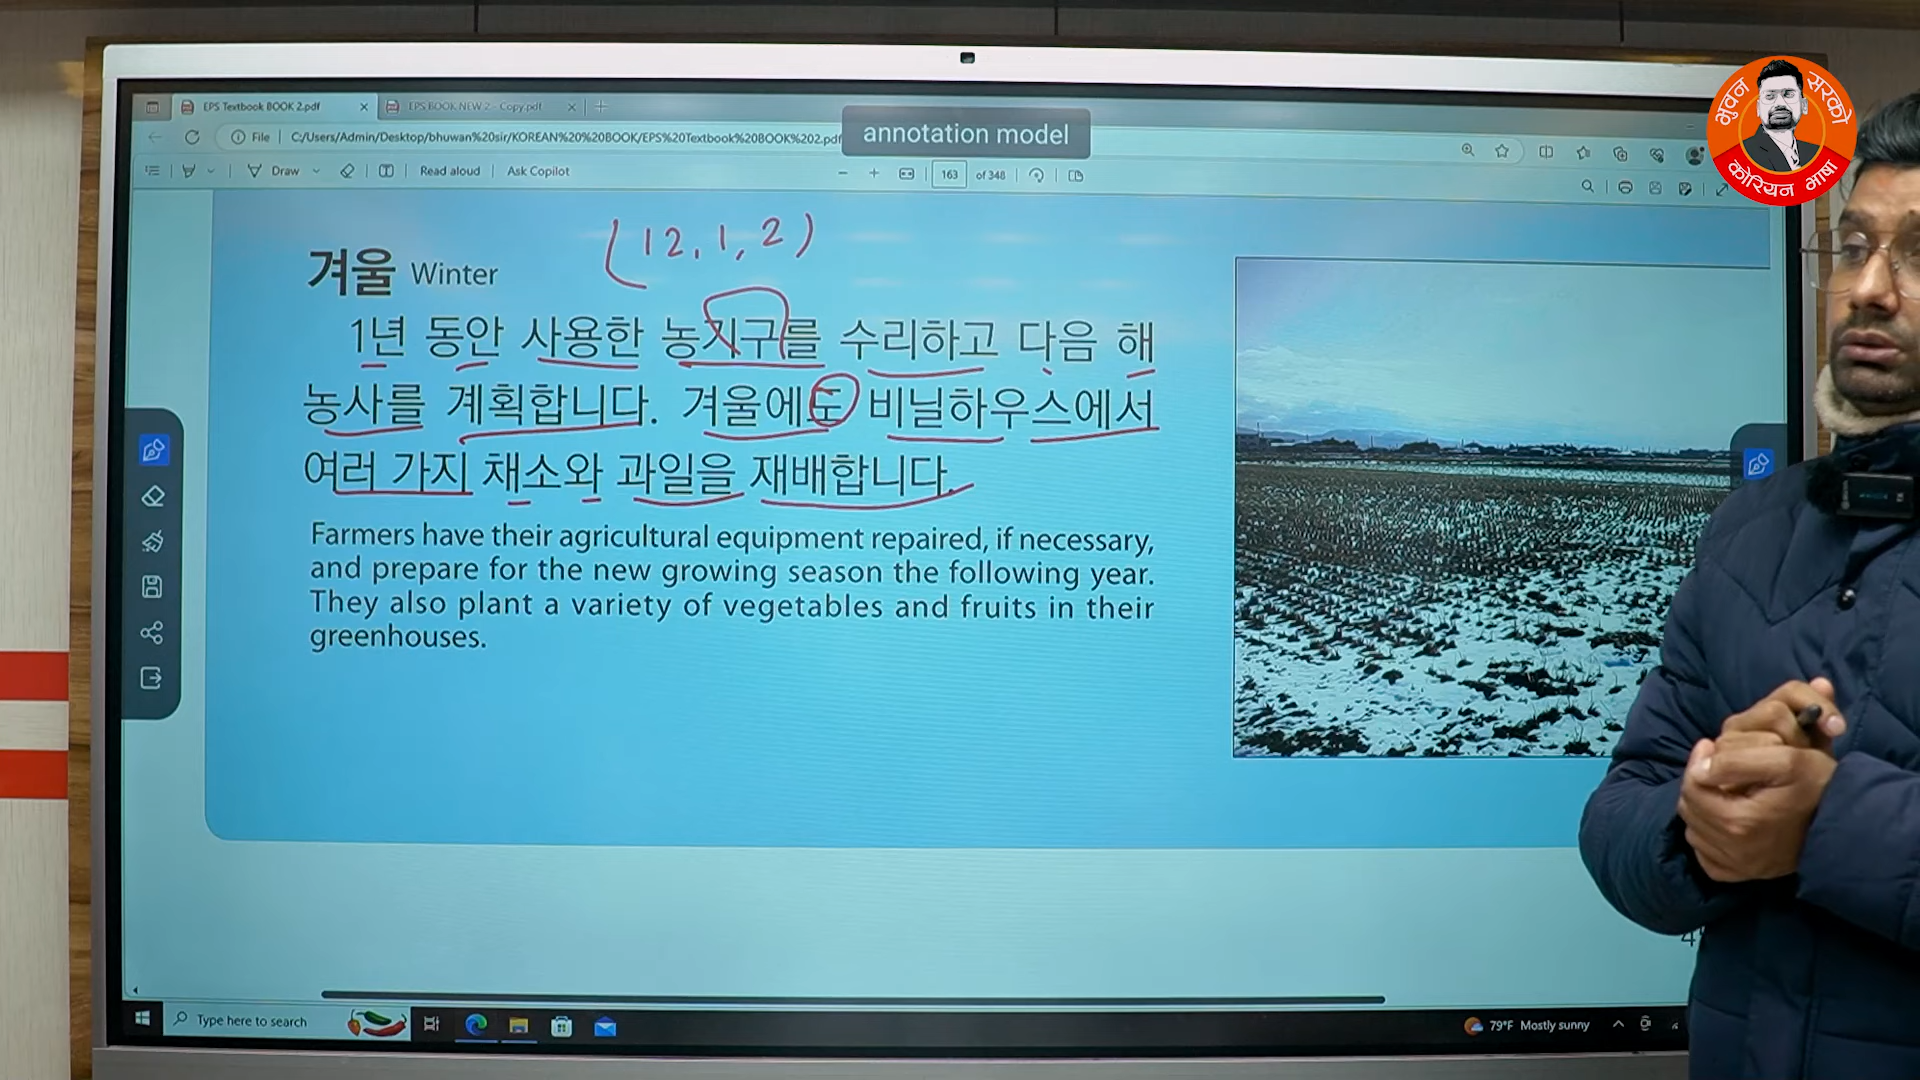 EPS Textbook BOOK 2.pdf
EPS BOOK NEW 2 - Copy.pdf
File
C:/Users/Admin/Desktop/bhuwan%20sir/KOREAN%20%20BOOK/EPS%20Textbook%20BOOK%202.pdf
annotation model
Draw
Read aloud
Ask Copilot
163 of 348
भुवन सरको
कोरियन भाषा
(12, 1, 2)
겨울 Winter
1년 동안 사용한 농기구를 수리하고 다음 해
농사를 계획합니다. 겨울에도 비닐하우스에서
여러 가지 채소와 과일을 재배합니다.
Farmers have their agricultural equipment repaired, if necessary,
and prepare for the new growing season the following year.
They also plant a variety of vegetables and fruits in their
greenhouses.
Type here to search
79°F Mostly sunny